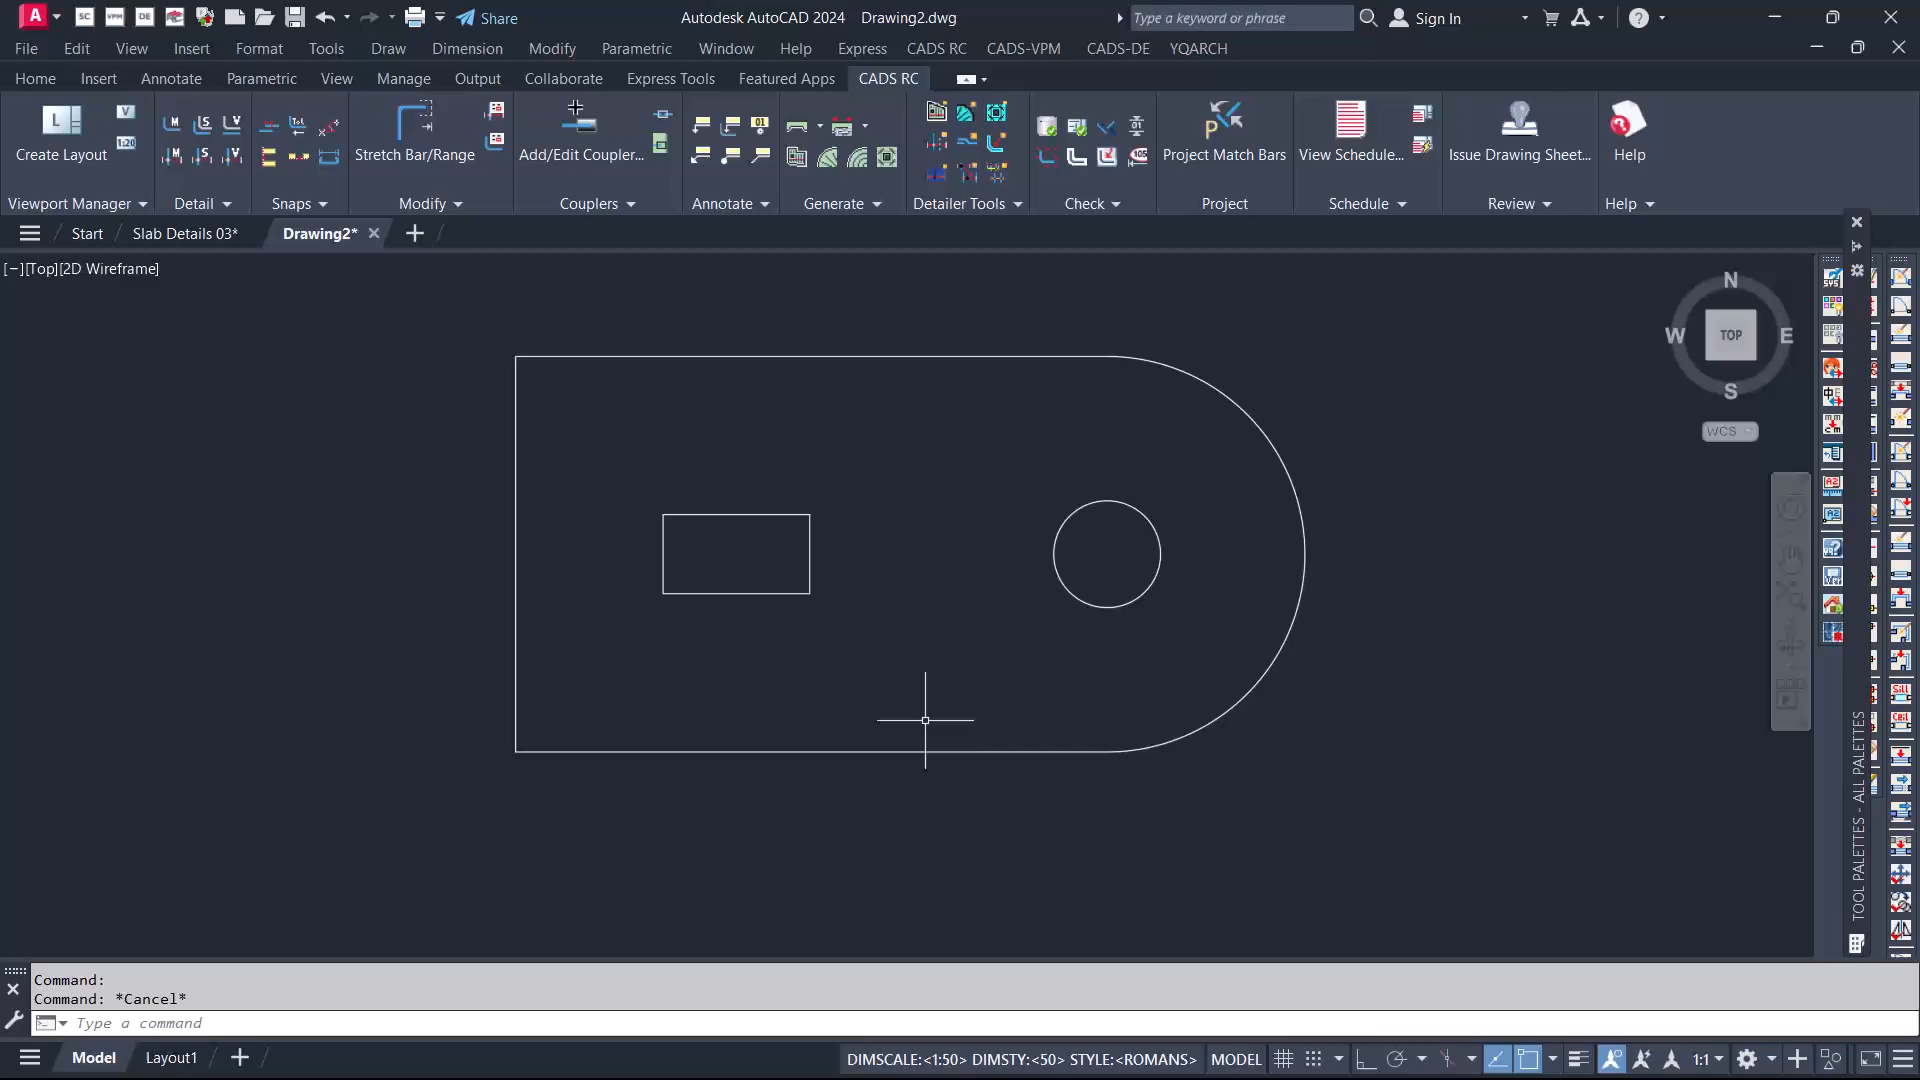 Share
Autodesk AutoCAD 2024 Drawing2.dwg
Type a keyword or phrase
Sign In
File Edit View Insert Format Tools Draw Dimension Modify Parametric Window Help Express CADS RC CADS-VPM CADS-DE YQARCH
Home Insert Annotate Parametric View Manage Output Collaborate Express Tools Featured Apps CADS RC
Create Layout
Stretch Bar/Range
Add/Edit Coupler...
Project Match Bars
View Schedule...
Issue Drawing Sheet...
Help
Viewport Manager Detail Snaps Modify Couplers Annotate Generate Detailer Tools Check Project Schedule Review Help
Start Slab Details 03* Drawing2*
[−][Top][2D Wireframe]
N
W TOP E
S
WCS
TOOL PALETTES - ALL PALETTES
Command:
Command: *Cancel*
Type a command
Model Layout1
DIMSCALE:<1:50> DIMSTY:<50> STYLE:<ROMANS> MODEL 1:1